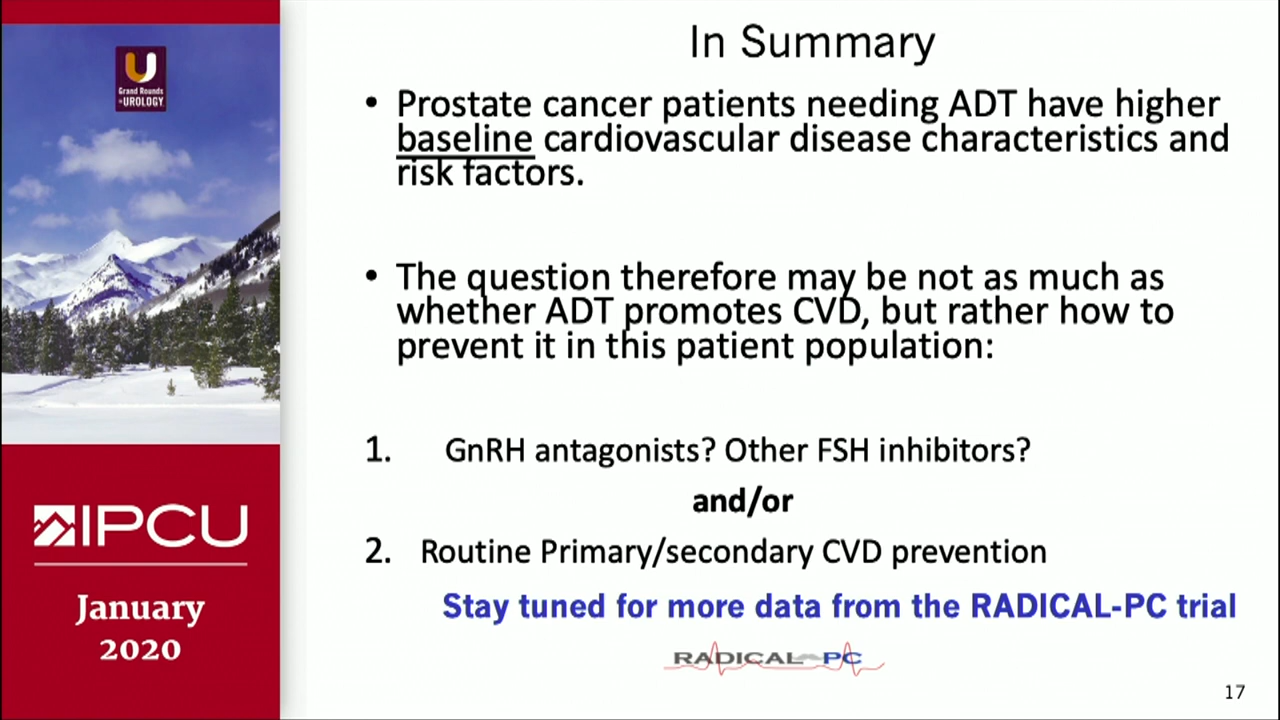 In Summary
• Prostate cancer patients needing ADT have higher
baseline cardiovascular disease characteristics and
risk factors.
• The question therefore may be not as much as
whether ADT promotes CVD, but rather how to
prevent it in this patient population:
1. GnRH antagonists? Other FSH inhibitors?
and/or
2. Routine Primary/secondary CVD prevention
Stay tuned for more data from the RADICAL-PC trial
RADICAL PC
17
Grand Rounds
in UROLOGY
IPCU
January
2020